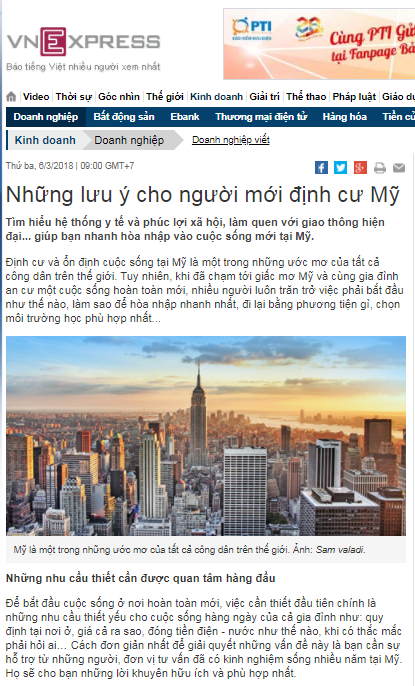 VNEXPRESS
Báo tiếng Việt nhiều người xem nhất
PTI
BẢO HIỂM BƯU ĐIỆN
Cùng PTI Gử
tại Fanpage Bả
Video Thời sự Góc nhìn Thế giới Kinh doanh Giải trí Thể thao Pháp luật Giáo dụ
Doanh nghiệp Bất động sản Ebank Thương mại điện tử Hàng hóa Tiền củ
Kinh doanh Doanh nghiệp Doanh nghiệp viết
Thứ ba, 6/3/2018 | 09:00 GMT+7
Những lưu ý cho người mới định cư Mỹ
Tìm hiểu hệ thống y tế và phúc lợi xã hội, làm quen với giao thông hiện
đại... giúp bạn nhanh hòa nhập vào cuộc sống mới tại Mỹ.
Định cư và ổn định cuộc sống tại Mỹ là một trong những ước mơ của tất cả
công dân trên thế giới. Tuy nhiên, khi đã chạm tới giấc mơ Mỹ và cùng gia đình
an cư một cuộc sống hoàn toàn mới, nhiều người luôn trăn trở việc phải bắt đầu
như thế nào, làm sao để hòa nhập nhanh nhất, đi lại bằng phương tiện gì, chọn
môi trường học phù hợp nhất...
Mỹ là một trong những ước mơ của tất cả công dân trên thế giới. Ảnh: Sam valadi.
Những nhu cầu thiết cần được quan tâm hàng đầu
Để bắt đầu cuộc sống ở nơi hoàn toàn mới, việc cần thiết đầu tiên chính là
những nhu cầu thiết yếu cho cuộc sống hàng ngày của cả gia đình như: quy
định tại nơi ở, giá cả ra sao, đóng tiền điện - nước như thế nào, khi có thắc mắc
phải hỏi ai... Cách đơn giản nhất để giải quyết những vấn đề này là bạn cần sự
hỗ trợ từ những người, đơn vị tư vấn đã có kinh nghiệm sống nhiều năm tại Mỹ.
Họ sẽ cho bạn những lời khuyên hữu ích và phù hợp nhất.